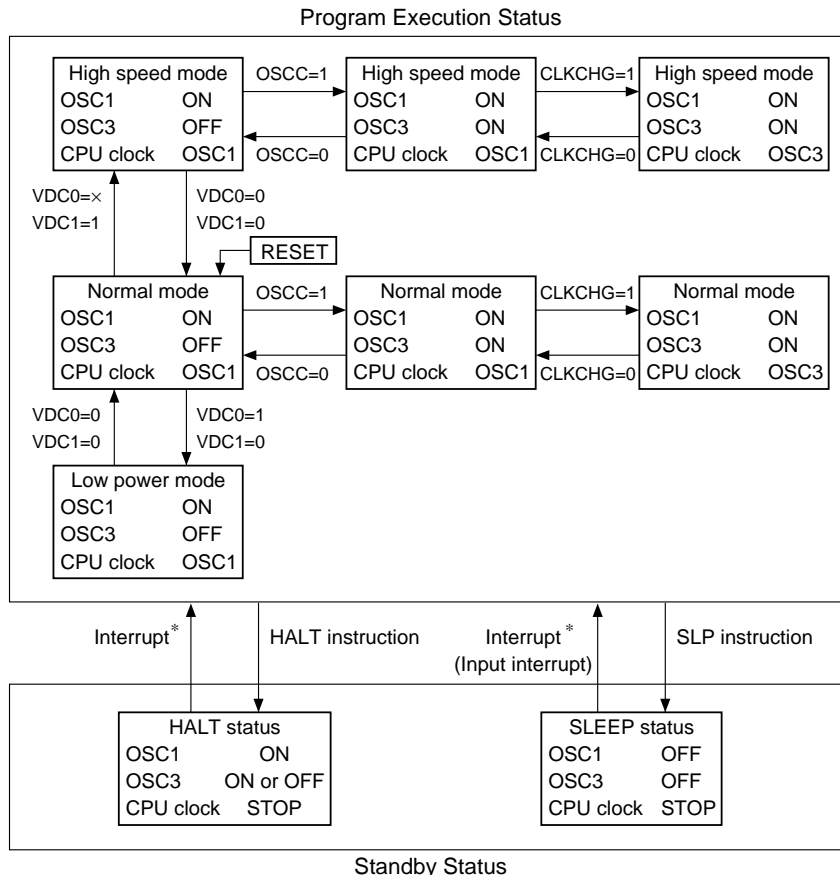 Program Execution Status
High speed mode
OSC1 ON
OSC3 OFF
CPU clock OSC1
OSCC=1
OSCC=0
High speed mode
OSC1 ON
OSC3 ON
CPU clock OSC1
CLKCHG=1
CLKCHG=0
High speed mode
OSC1 ON
OSC3 ON
CPU clock OSC3
VDC0=×
VDC1=1
VDC0=0
VDC1=0
RESET
Normal mode
OSC1 ON
OSC3 OFF
CPU clock OSC1
OSCC=1
OSCC=0
Normal mode
OSC1 ON
OSC3 ON
CPU clock OSC1
CLKCHG=1
CLKCHG=0
Normal mode
OSC1 ON
OSC3 ON
CPU clock OSC3
VDC0=0
VDC1=0
VDC0=1
VDC1=0
Low power mode
OSC1 ON
OSC3 OFF
CPU clock OSC1
Interrupt*
HALT instruction
Interrupt*
(Input interrupt)
SLP instruction
HALT status
OSC1 ON
OSC3 ON or OFF
CPU clock STOP
SLEEP status
OSC1 OFF
OSC3 OFF
CPU clock STOP
Standby Status